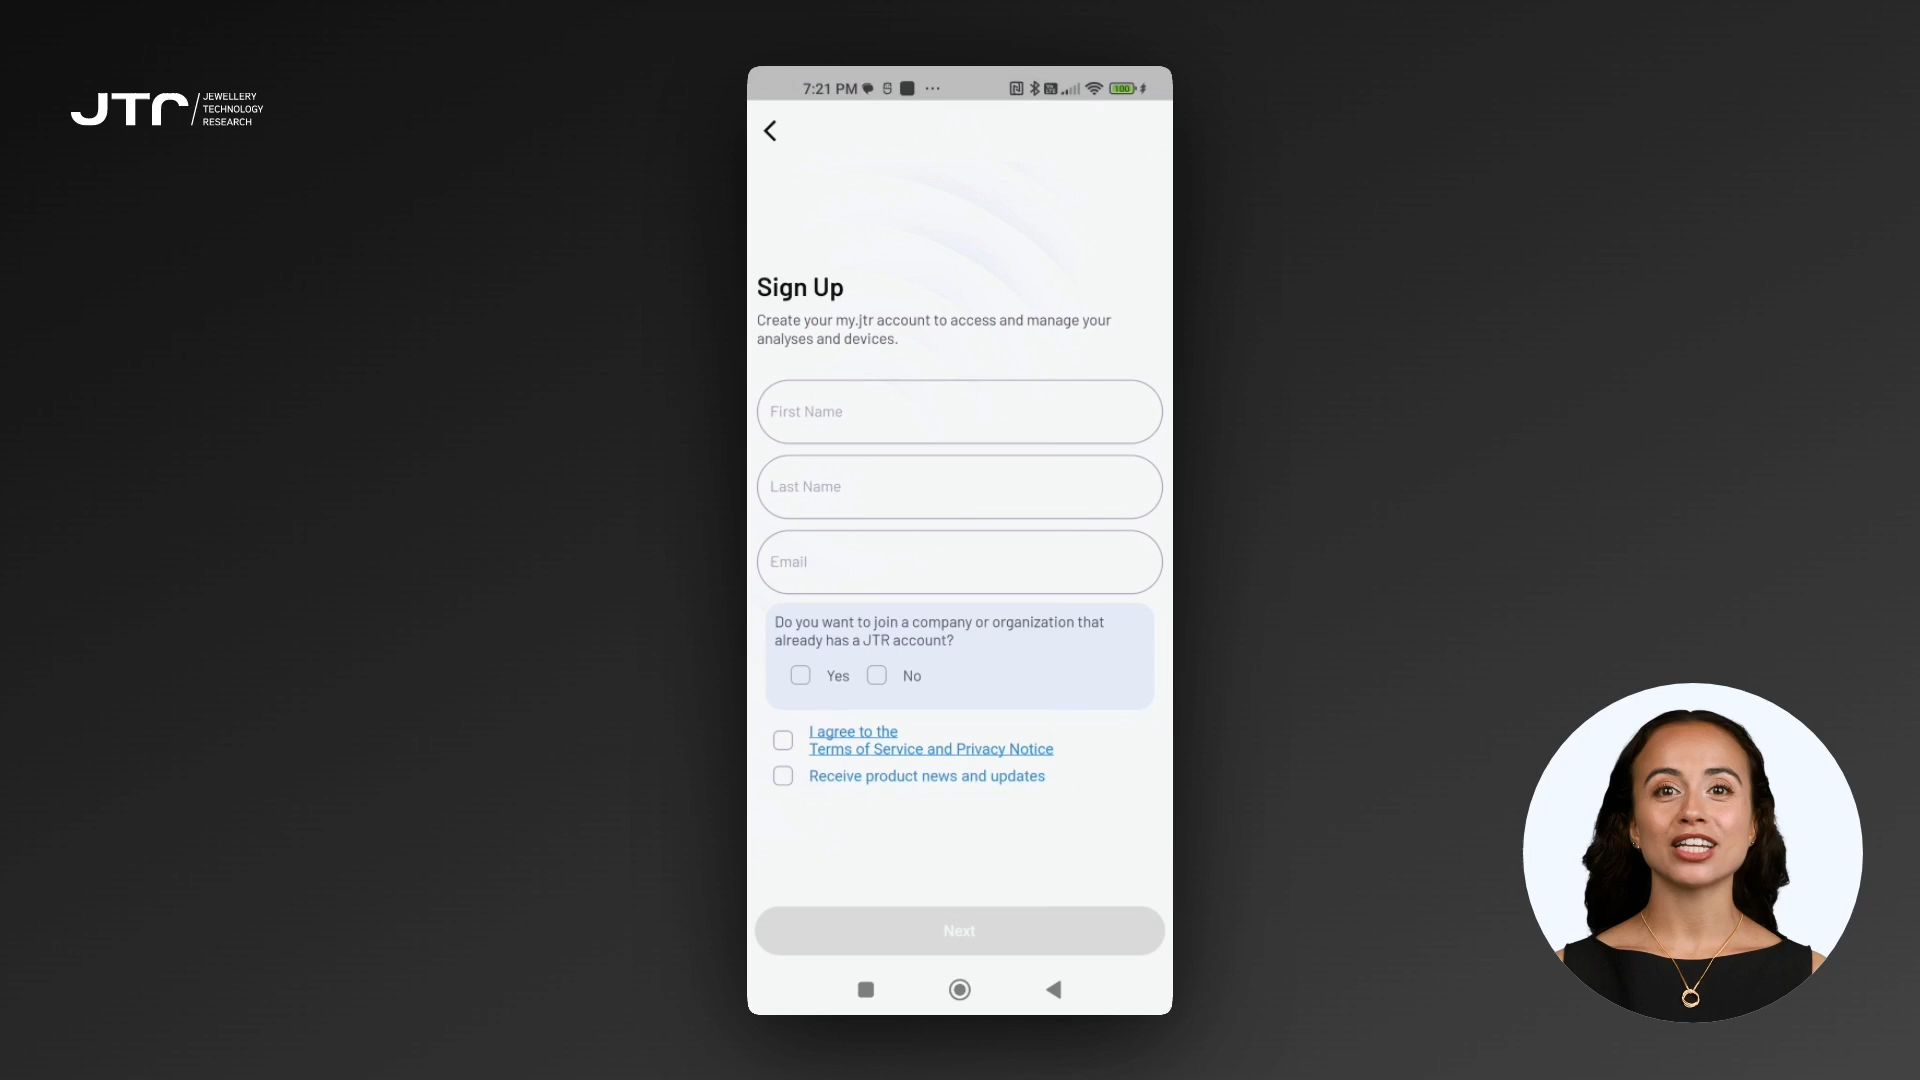 JTR
JEWELLERY
TECHNOLOGY
RESEARCH
7:21 PM
100
Sign Up
Create your my.jtr account to access and manage your
analyses and devices.
First Name
Last Name
Email
Do you want to join a company or organization that
already has a JTR account?
Yes No
I agree to the
Terms of Service and Privacy Notice
Receive product news and updates
Next